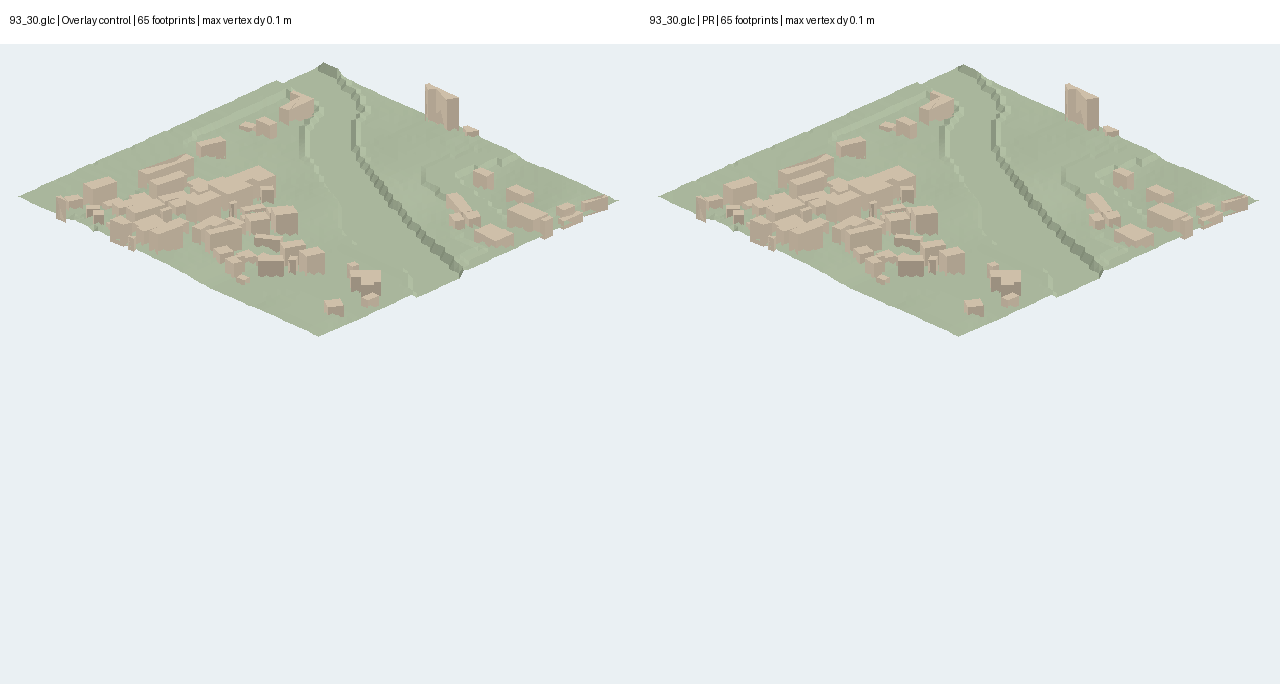 93_30.glc | Overlay control | 65 footprints | max vertex dy 0.1 m
93_30.glc | PR | 65 footprints | max vertex dy 0.1 m